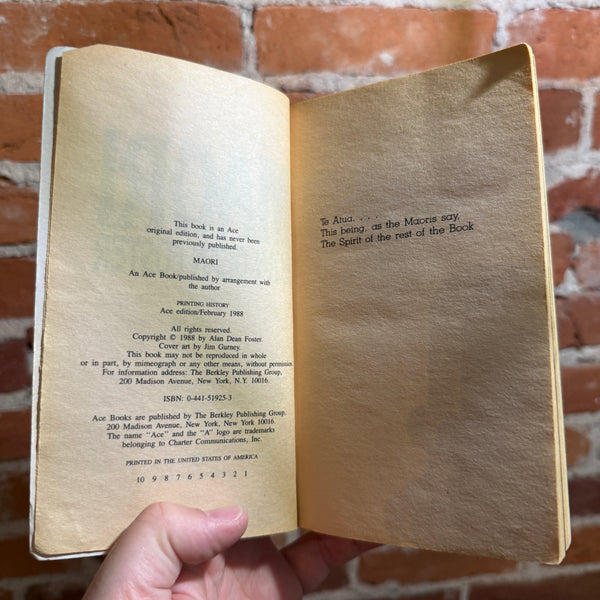 This book is an Ace
original edition, and has never been
previously published.
MAORI
An Ace Book/published by arrangement with
the author
PRINTING HISTORY
Ace edition/February 1988
All rights reserved.
Copyright © 1988 by Alan Dean Foster.
Cover art by Jim Gurney.
This book may not be reproduced in whole
or in part, by mimeograph or any other means, without permission.
For information address: The Berkley Publishing Group,
200 Madison Avenue, New York, N.Y. 10016.
ISBN: 0-441-51925-3
Ace Books are published by The Berkley Publishing Group,
200 Madison Avenue, New York, New York 10016.
The name "Ace" and the "A" logo are trademarks
belonging to Charter Communications, Inc.
PRINTED IN THE UNITED STATES OF AMERICA
10 9 8 7 6 5 4 3 2 1
Te Atua. . . .
This being, as the Maoris say,
The Spirit of the rest of the Book